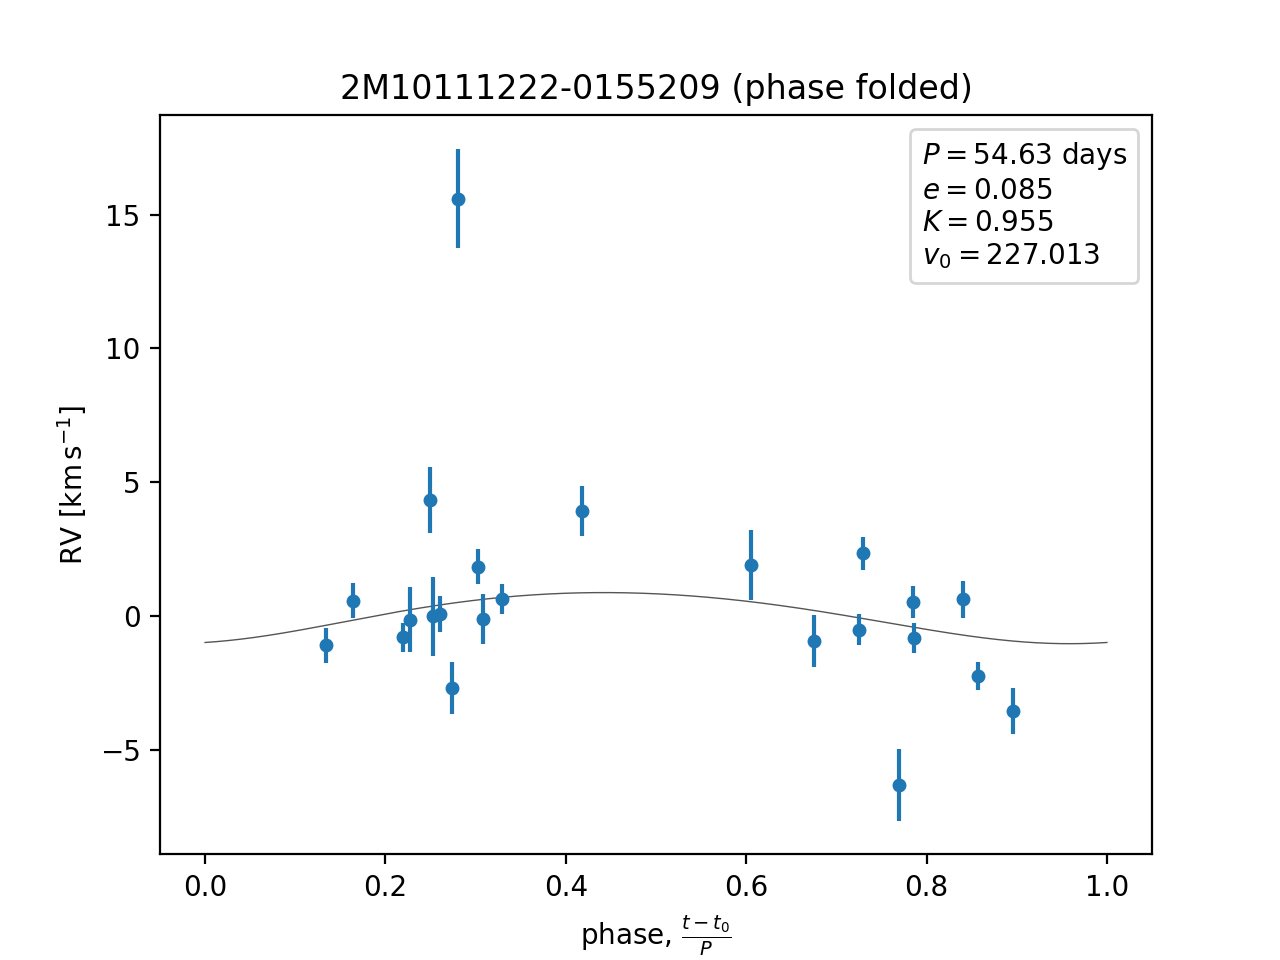 2M10111222-0155209 (phase folded)
P = 54.63 days
e = 0.085
K = 0.955
v₀ = 227.013
RV [km s⁻¹]
15
10
5
0
−5
0.0 0.2 0.4 0.6 0.8 1.0
phase, (t − t₀)/P